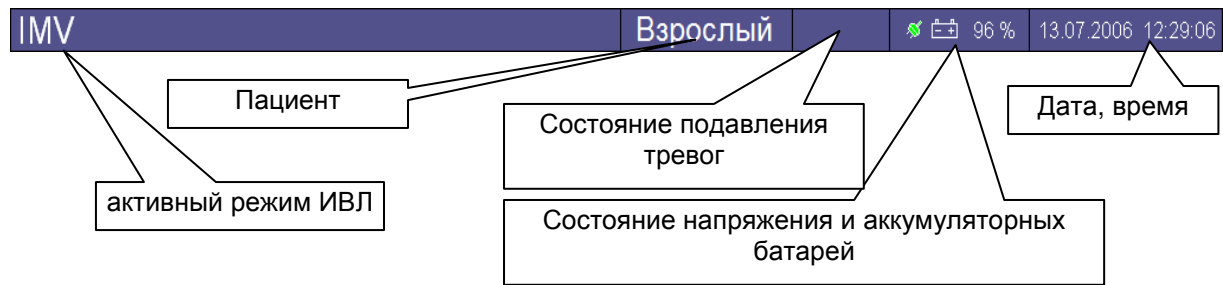 IMV Взрослый 96 % 13.07.2006 12:29:06
Пациент
Дата, время
Состояние подавления
тревог
активный режим ИВЛ
Состояние напряжения и аккумуляторных
батарей